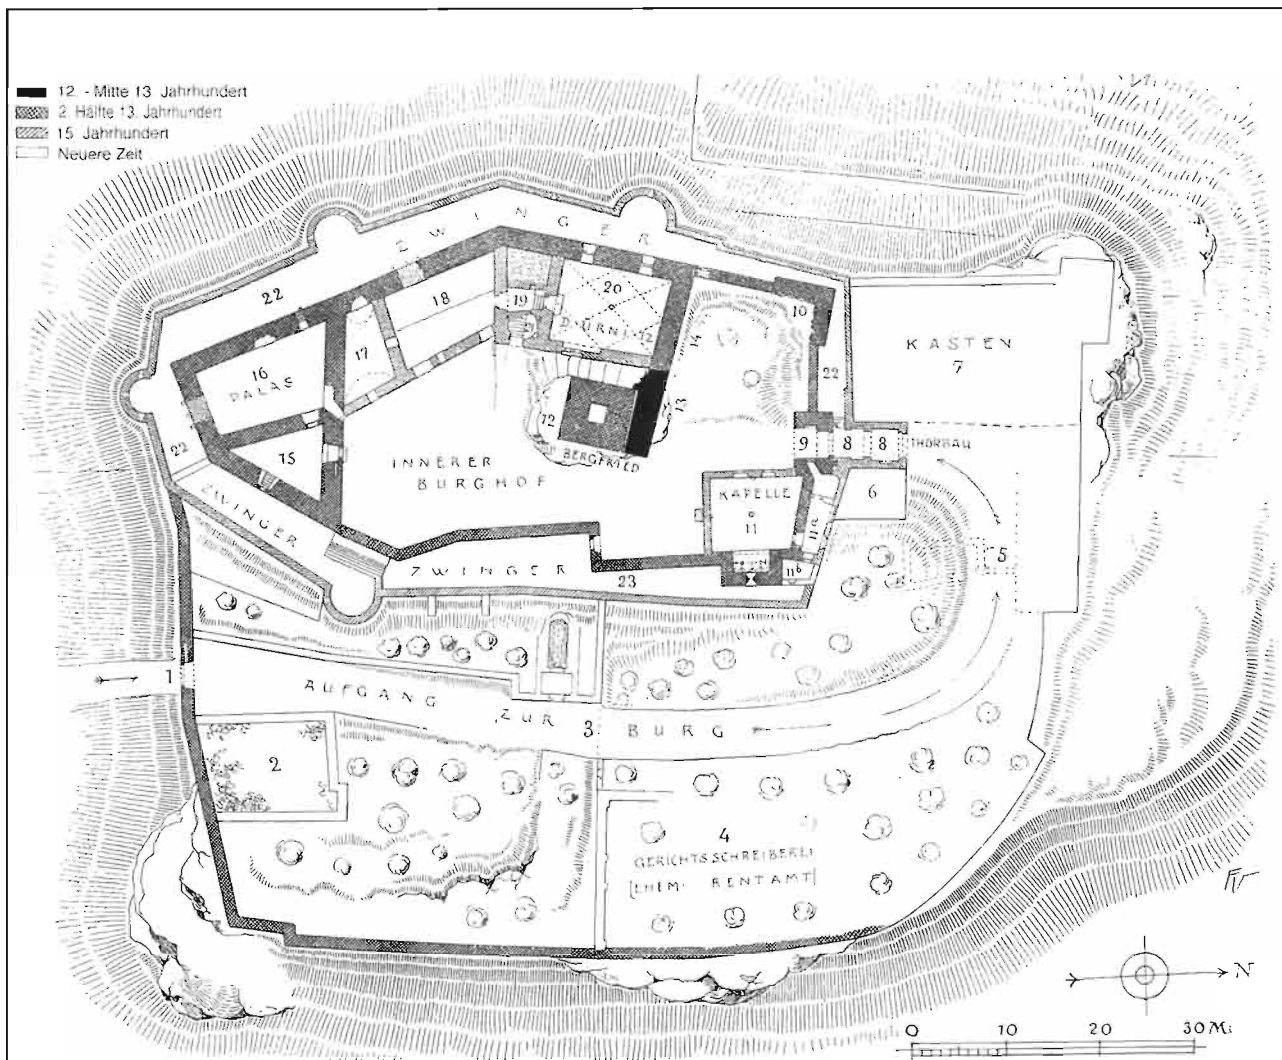 12. - Mitte 13. Jahrhundert
2. Hälfte 13. Jahrhundert
15. Jahrhundert
Neuere Zeit
ZWINGER
22
18
19
20
DÜRNITZ
10
14
KASTEN
7
17
16
PALAS
22
12
13
9
8
8
THORBAU
22
15
INNERER
BURGHOF
BERGFRIED
KAPELLE
11
11a
6
ZWINGER
ZWINGER
23
11b
5
1
AUFGANG ZUR BURG
3
2
4
GERICHTSSCHREIBEREI
[EHEM. RENTAMT]
N
0 10 20 30 M.